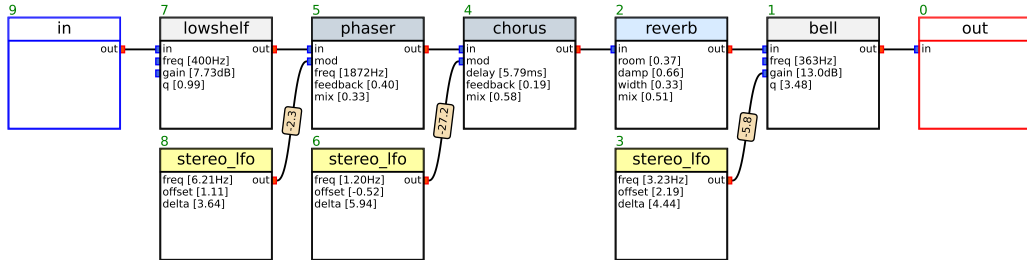 9
in
out
7
lowshelf
in
out
freq [400Hz]
gain [7.73dB]
q [0.99]
5
phaser
in
out
mod
freq [1872Hz]
feedback [0.40]
mix [0.33]
4
chorus
in
out
mod
delay [5.79ms]
feedback [0.19]
mix [0.58]
2
reverb
in
out
room [0.37]
damp [0.66]
width [0.33]
mix [0.51]
1
bell
in
out
freq [363Hz]
gain [13.0dB]
q [3.48]
0
out
in
-2.3
-27.2
-5.8
8
stereo_lfo
freq [6.21Hz]
out
offset [1.11]
delta [3.64]
6
stereo_lfo
freq [1.20Hz]
out
offset [-0.52]
delta [5.94]
3
stereo_lfo
freq [3.23Hz]
out
offset [2.19]
delta [4.44]